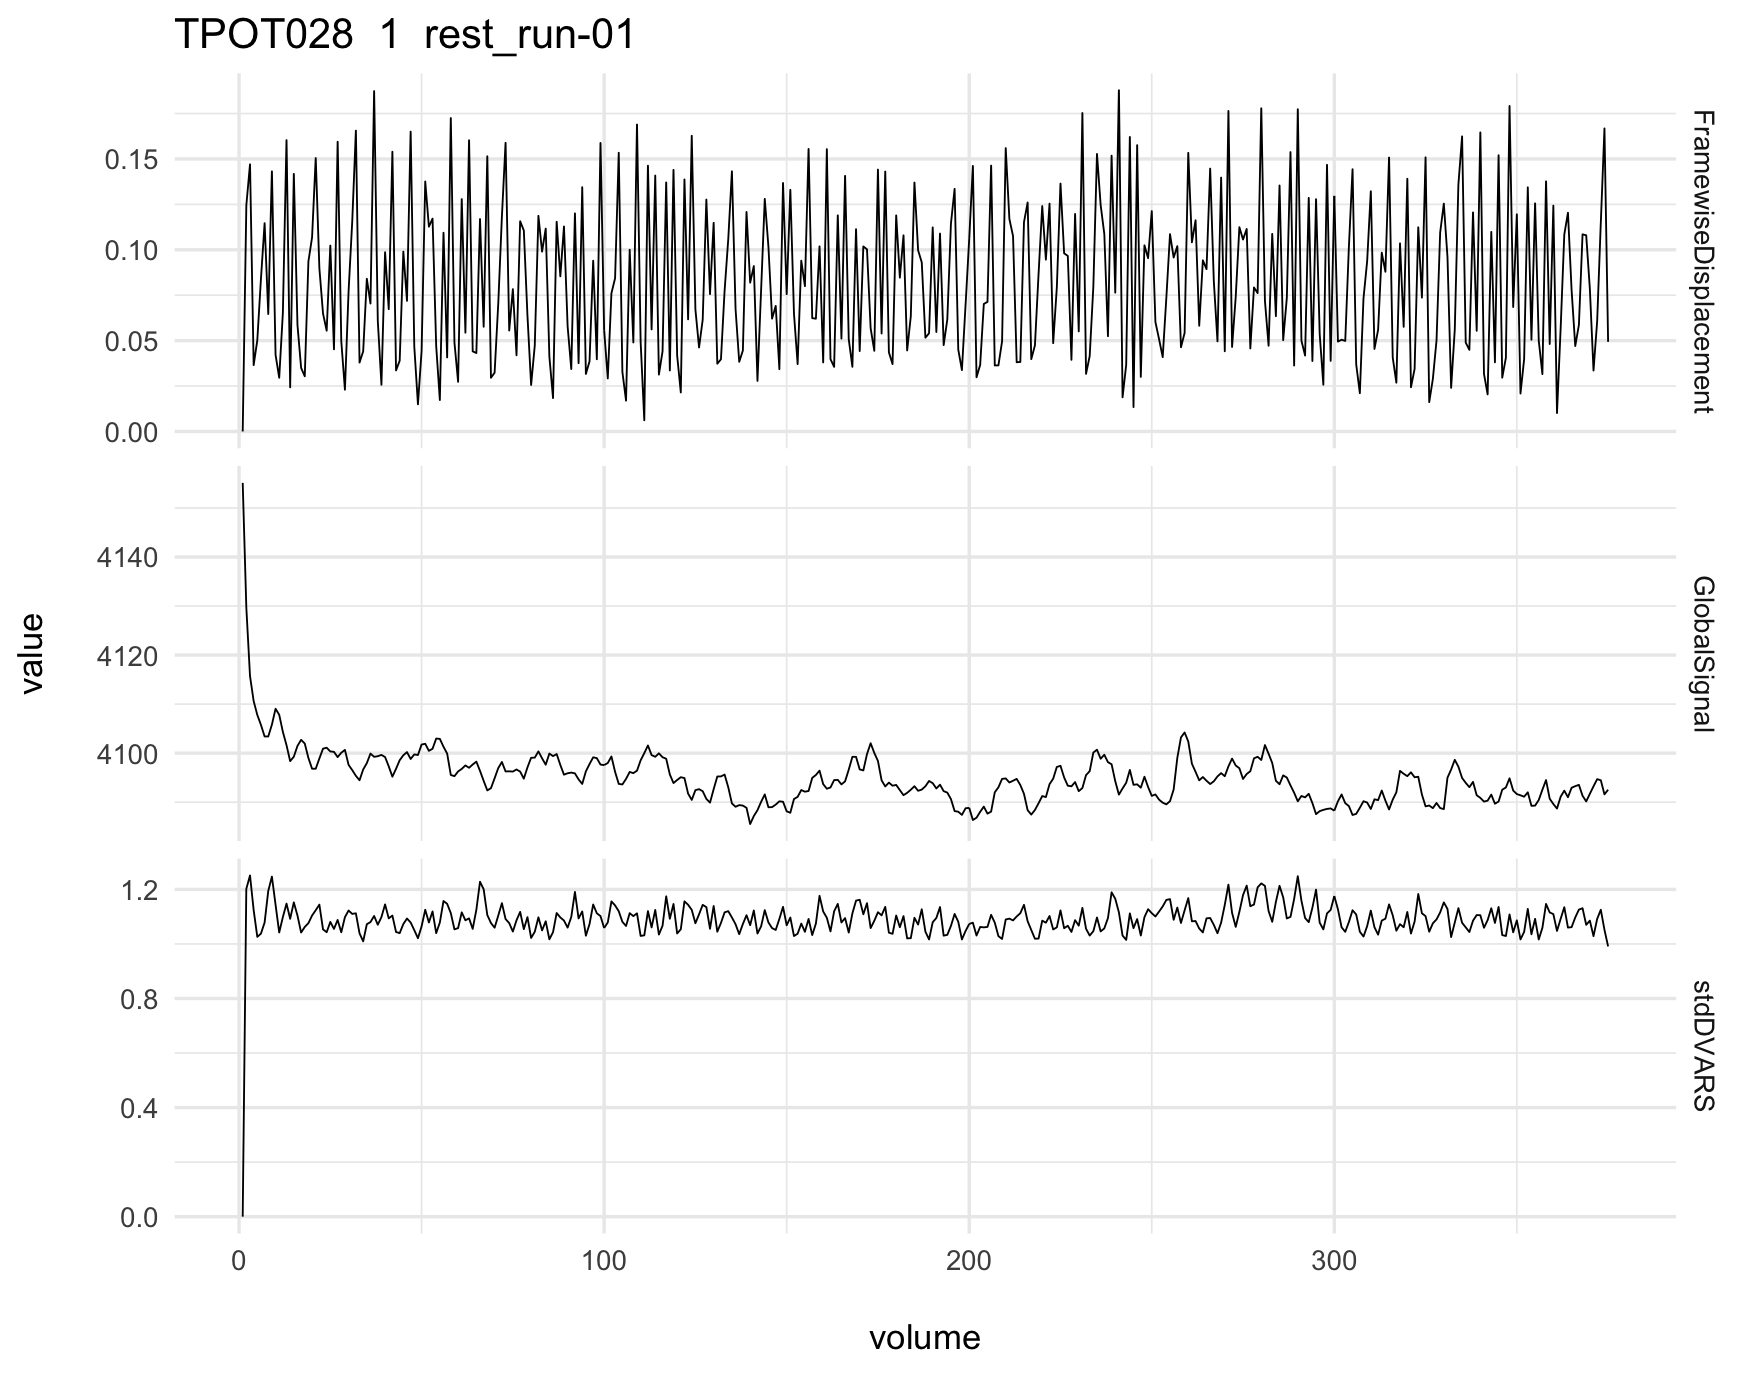 TPOT028 1 rest_run-01
0.15
0.10
0.05
0.00
FramewiseDisplacement
4140
4120
4100
GlobalSignal
value
1.2
0.8
0.4
0.0
stdDVARS
0 100 200 300
volume